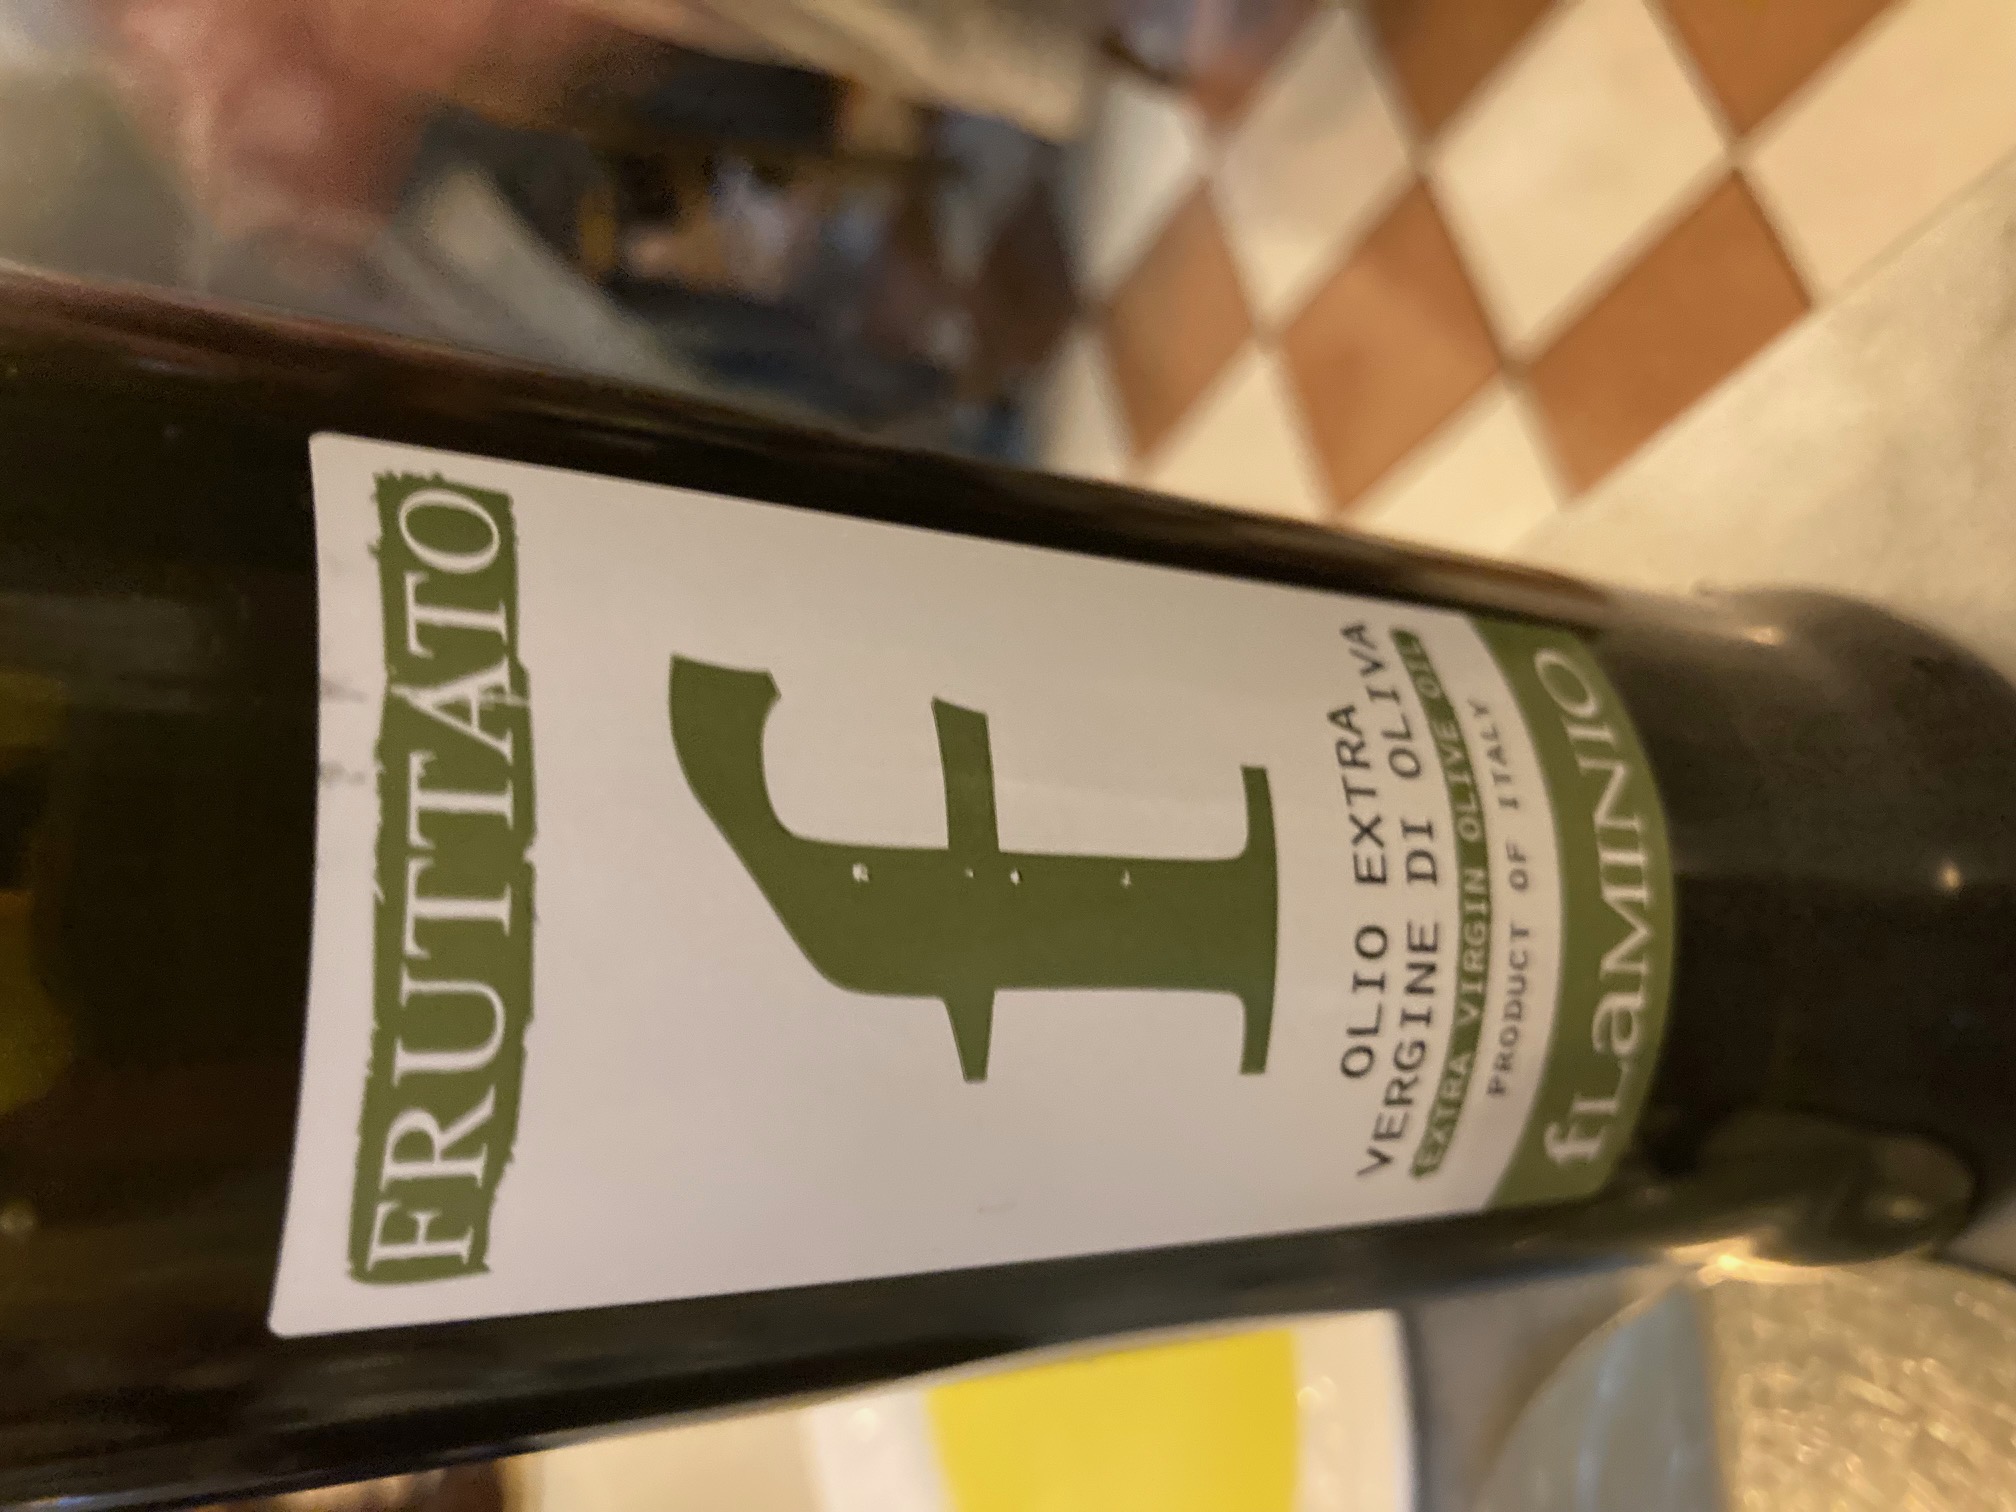 fLaMINIO
PRODUCT OF ITALY
EXTRA VIRGIN OLIVE OIL
VERGINE DI OLIVA
OLIO EXTRA
f
FRUTTATO